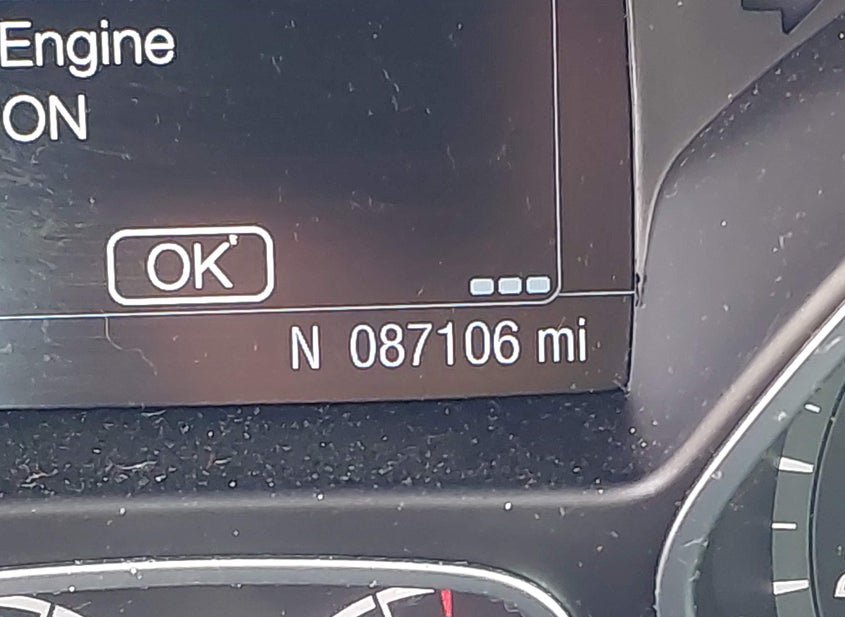 Engine
ON
OK
N 087106 mi